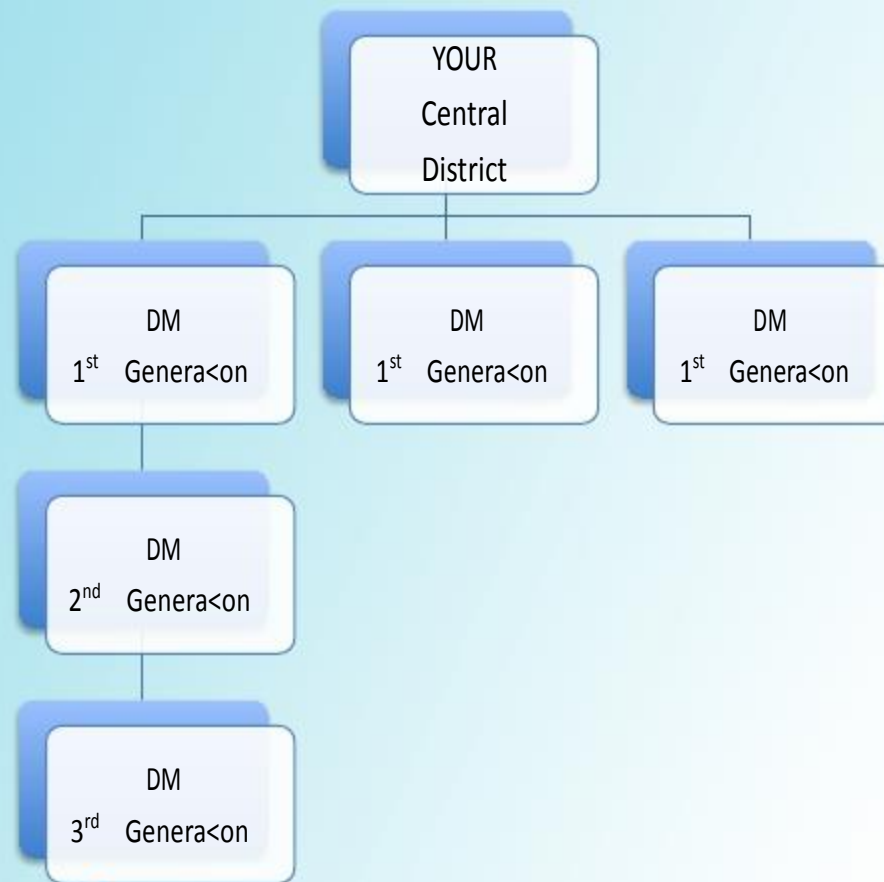 YOUR
Central
District
DM
1st Genera<on
DM
1st Genera<on
DM
1st Genera<on
DM
2nd Genera<on
DM
3rd Genera<on